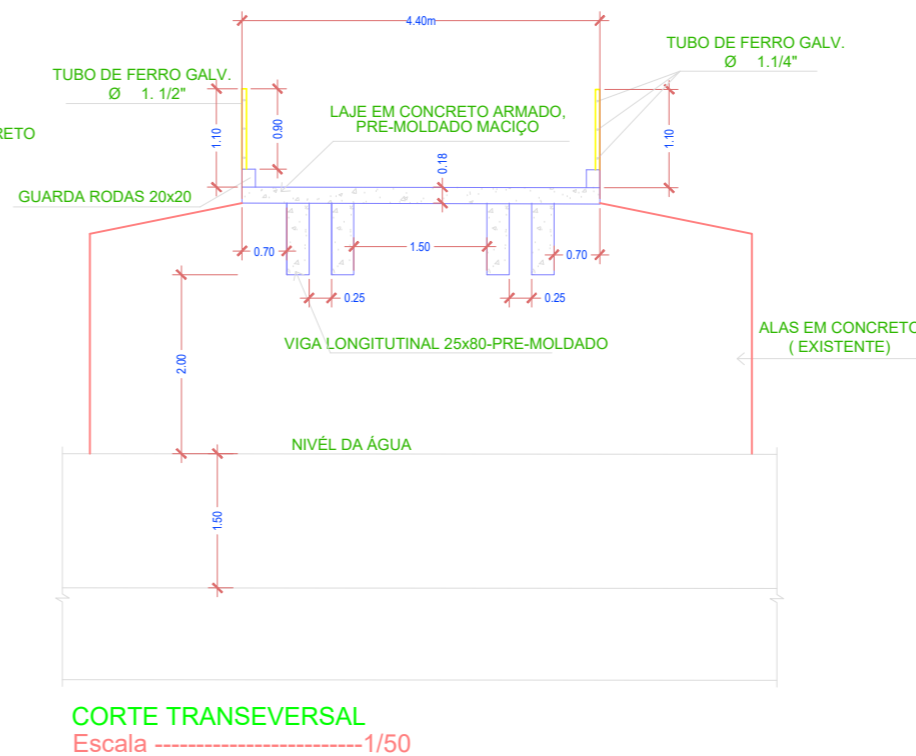 4.40m
TUBO DE FERRO GALV.
Ø 1.1/4"
TUBO DE FERRO GALV.
Ø 1. 1/2"
LAJE EM CONCRETO ARMADO,
PRE-MOLDADO MACIÇO
RETO
1.10
0.90
0.18
1.10
GUARDA RODAS 20x20
0.70
1.50
0.70
0.25
0.25
VIGA LONGITUTINAL 25x80-PRE-MOLDADO
ALAS EM CONCRETO
( EXISTENTE)
2.00
NIVÉL DA ÁGUA
1.50
CORTE TRANSEVERSAL
Escala -------------------------1/50